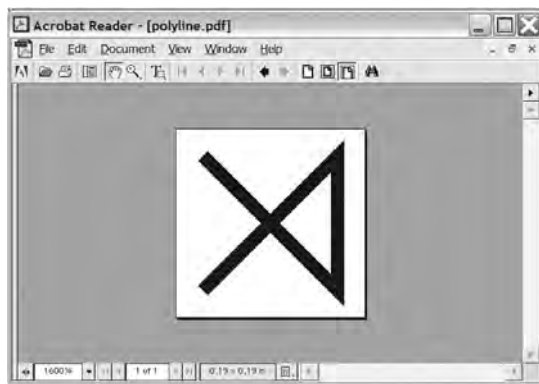 Acrobat Reader - [polyline.pdf]
File Edit Document View Window Help
1600% 1 of 1 0.19 x 0.19 in